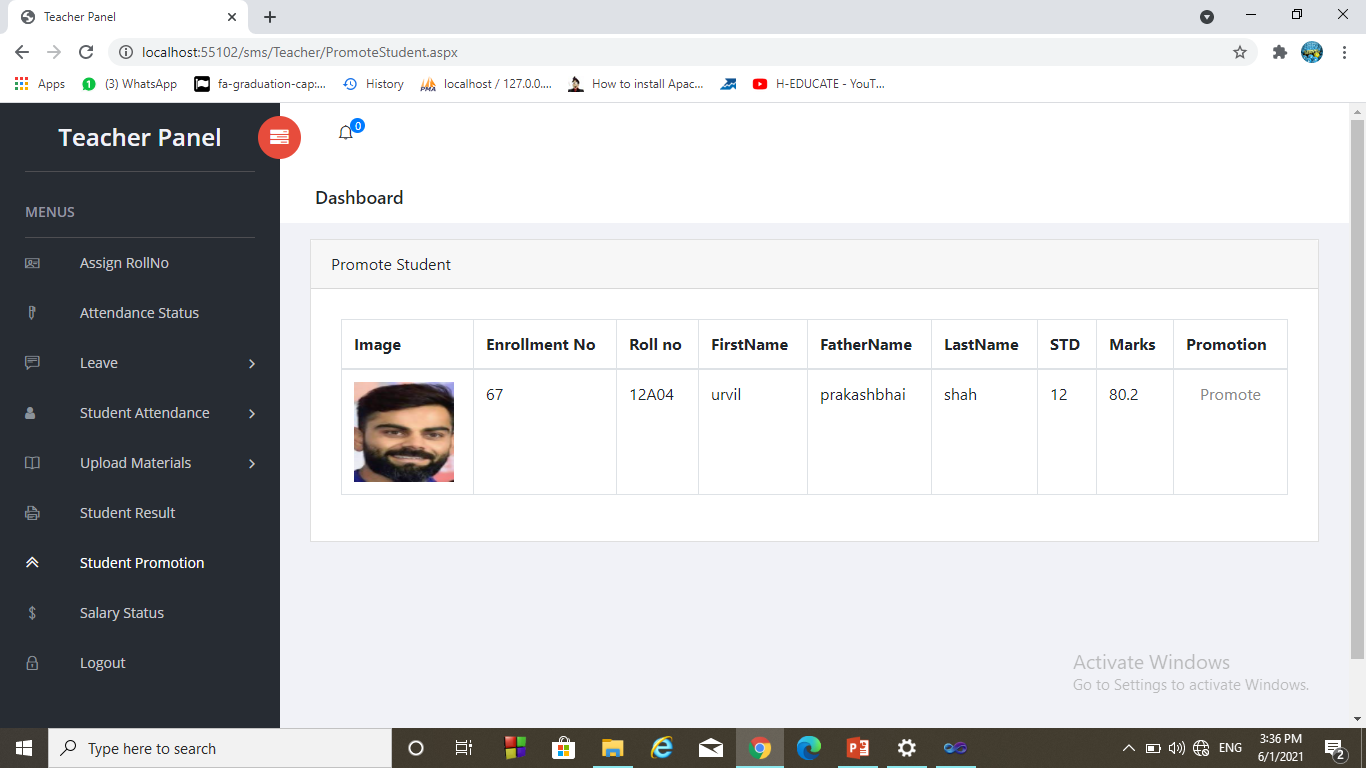 Teacher Panel
localhost:55102/sms/Teacher/PromoteStudent.aspx
Apps (3) WhatsApp fa-graduation-cap:... History localhost / 127.0.0.... How to install Apac... H-EDUCATE - YouT...
Teacher Panel
0
Dashboard
MENUS
Assign RollNo
Attendance Status
Leave
Student Attendance
Upload Materials
Student Result
Student Promotion
Salary Status
Logout
Promote Student
Image Enrollment No Roll no FirstName FatherName LastName STD Marks Promotion
67 12A04 urvil prakashbhai shah 12 80.2 Promote
Activate Windows
Go to Settings to activate Windows.
Type here to search
ENG
3:36 PM
6/1/2021
2